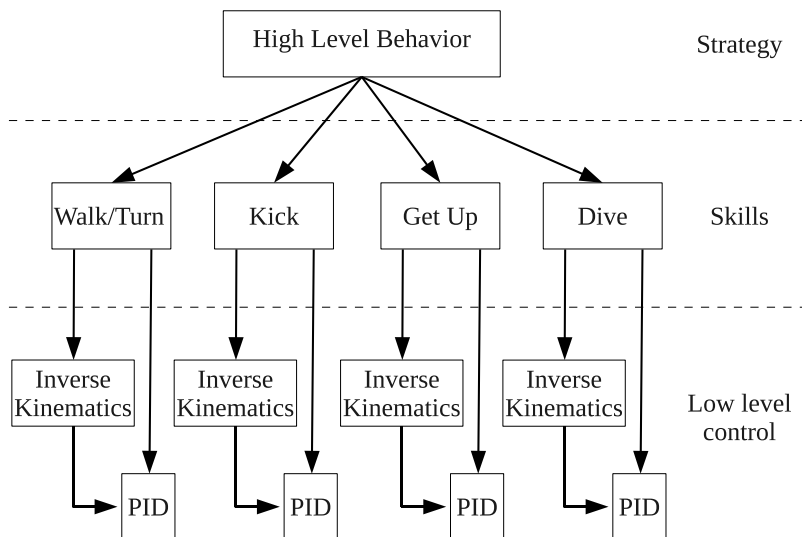 High Level Behavior
Strategy
Walk/Turn
Kick
Get Up
Dive
Skills
Inverse
Kinematics
Inverse
Kinematics
Inverse
Kinematics
Inverse
Kinematics
Low level
control
PID
PID
PID
PID